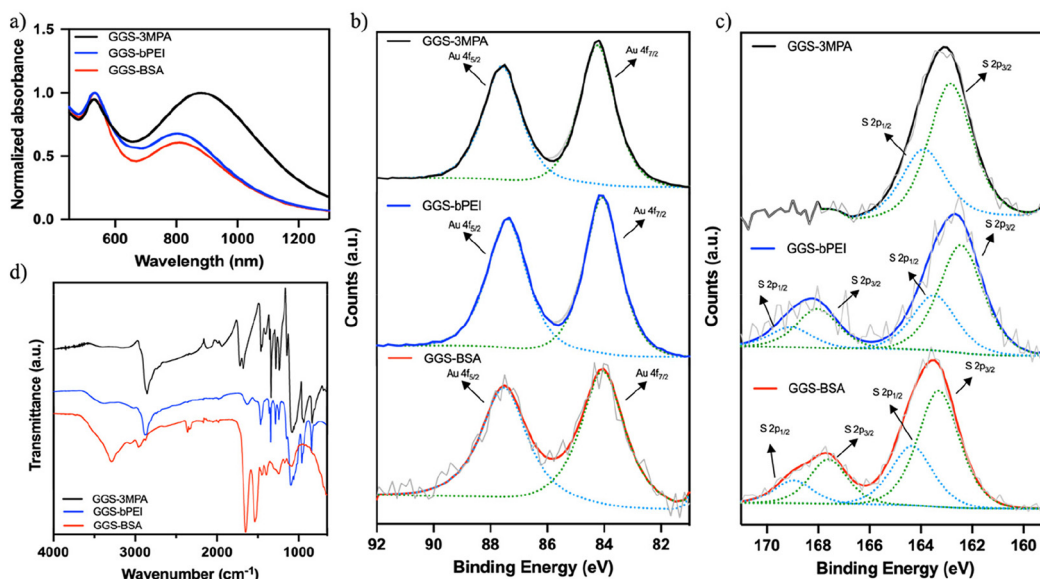 a)
Normalized absorbance
1.5
1.0
0.5
0.0
GGS-3MPA
GGS-bPEI
GGS-BSA
600
800
1000
1200
Wavelength (nm)
b)
Counts (a.u.)
GGS-3MPA
Au 4f5/2
Au 4f7/2
GGS-bPEI
Au 4f5/2
Au 4f7/2
GGS-BSA
Au 4f5/2
Au 4f7/2
92
90
88
86
84
82
Binding Energy (eV)
c)
Counts (a.u.)
GGS-3MPA
S 2p3/2
S 2p1/2
GGS-bPEI
S 2p3/2
S 2p1/2
S 2p1/2
S 2p3/2
GGS-BSA
S 2p3/2
S 2p1/2
S 2p1/2
S 2p3/2
170
168
166
164
162
160
Binding Energy (eV)
d)
Transmittance (a.u.)
GGS-3MPA
GGS-bPEI
GGS-BSA
4000
3000
2000
1000
Wavenumber (cm-1)